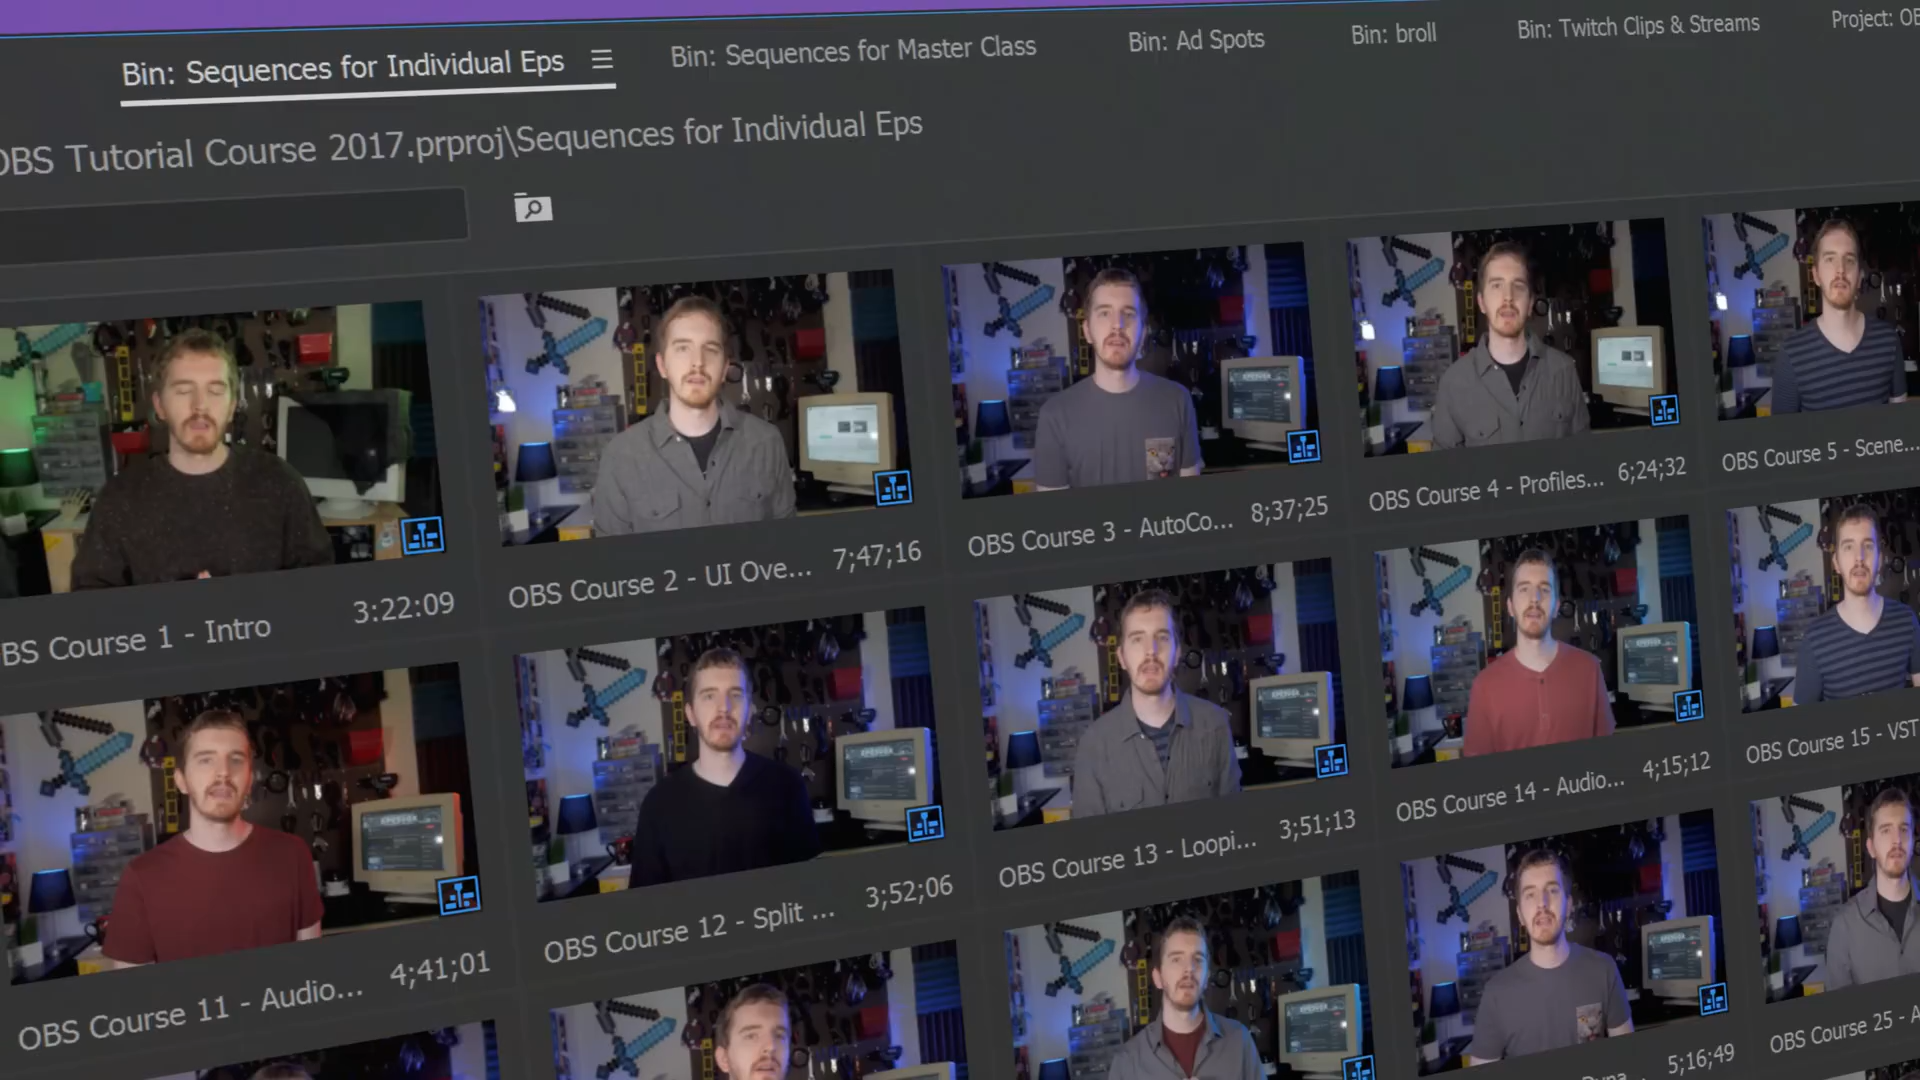 Bin: Sequences for Individual Eps
Bin: Sequences for Master Class
Bin: Ad Spots
Bin: broll
Bin: Twitch Clips & Streams
Project: OB
OBS Tutorial Course 2017.prproj\Sequences for Individual Eps
BS Course 1 - Intro 3:22:09
OBS Course 2 - UI Ove... 7;47;16
OBS Course 3 - AutoCo... 8;37;25
OBS Course 4 - Profiles... 6;24;32
OBS Course 5 - Scene...
OBS Course 11 - Audio... 4;41;01
OBS Course 12 - Split ... 3;52;06
OBS Course 13 - Loopi... 3;51;13
OBS Course 14 - Audio... 4;15;12
OBS Course 15 - VST
5;16;49
OBS Course 25 - A